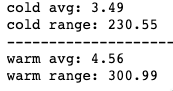 cold avg: 3.49
cold range: 230.55
--------------------
warm avg: 4.56
warm range: 300.99